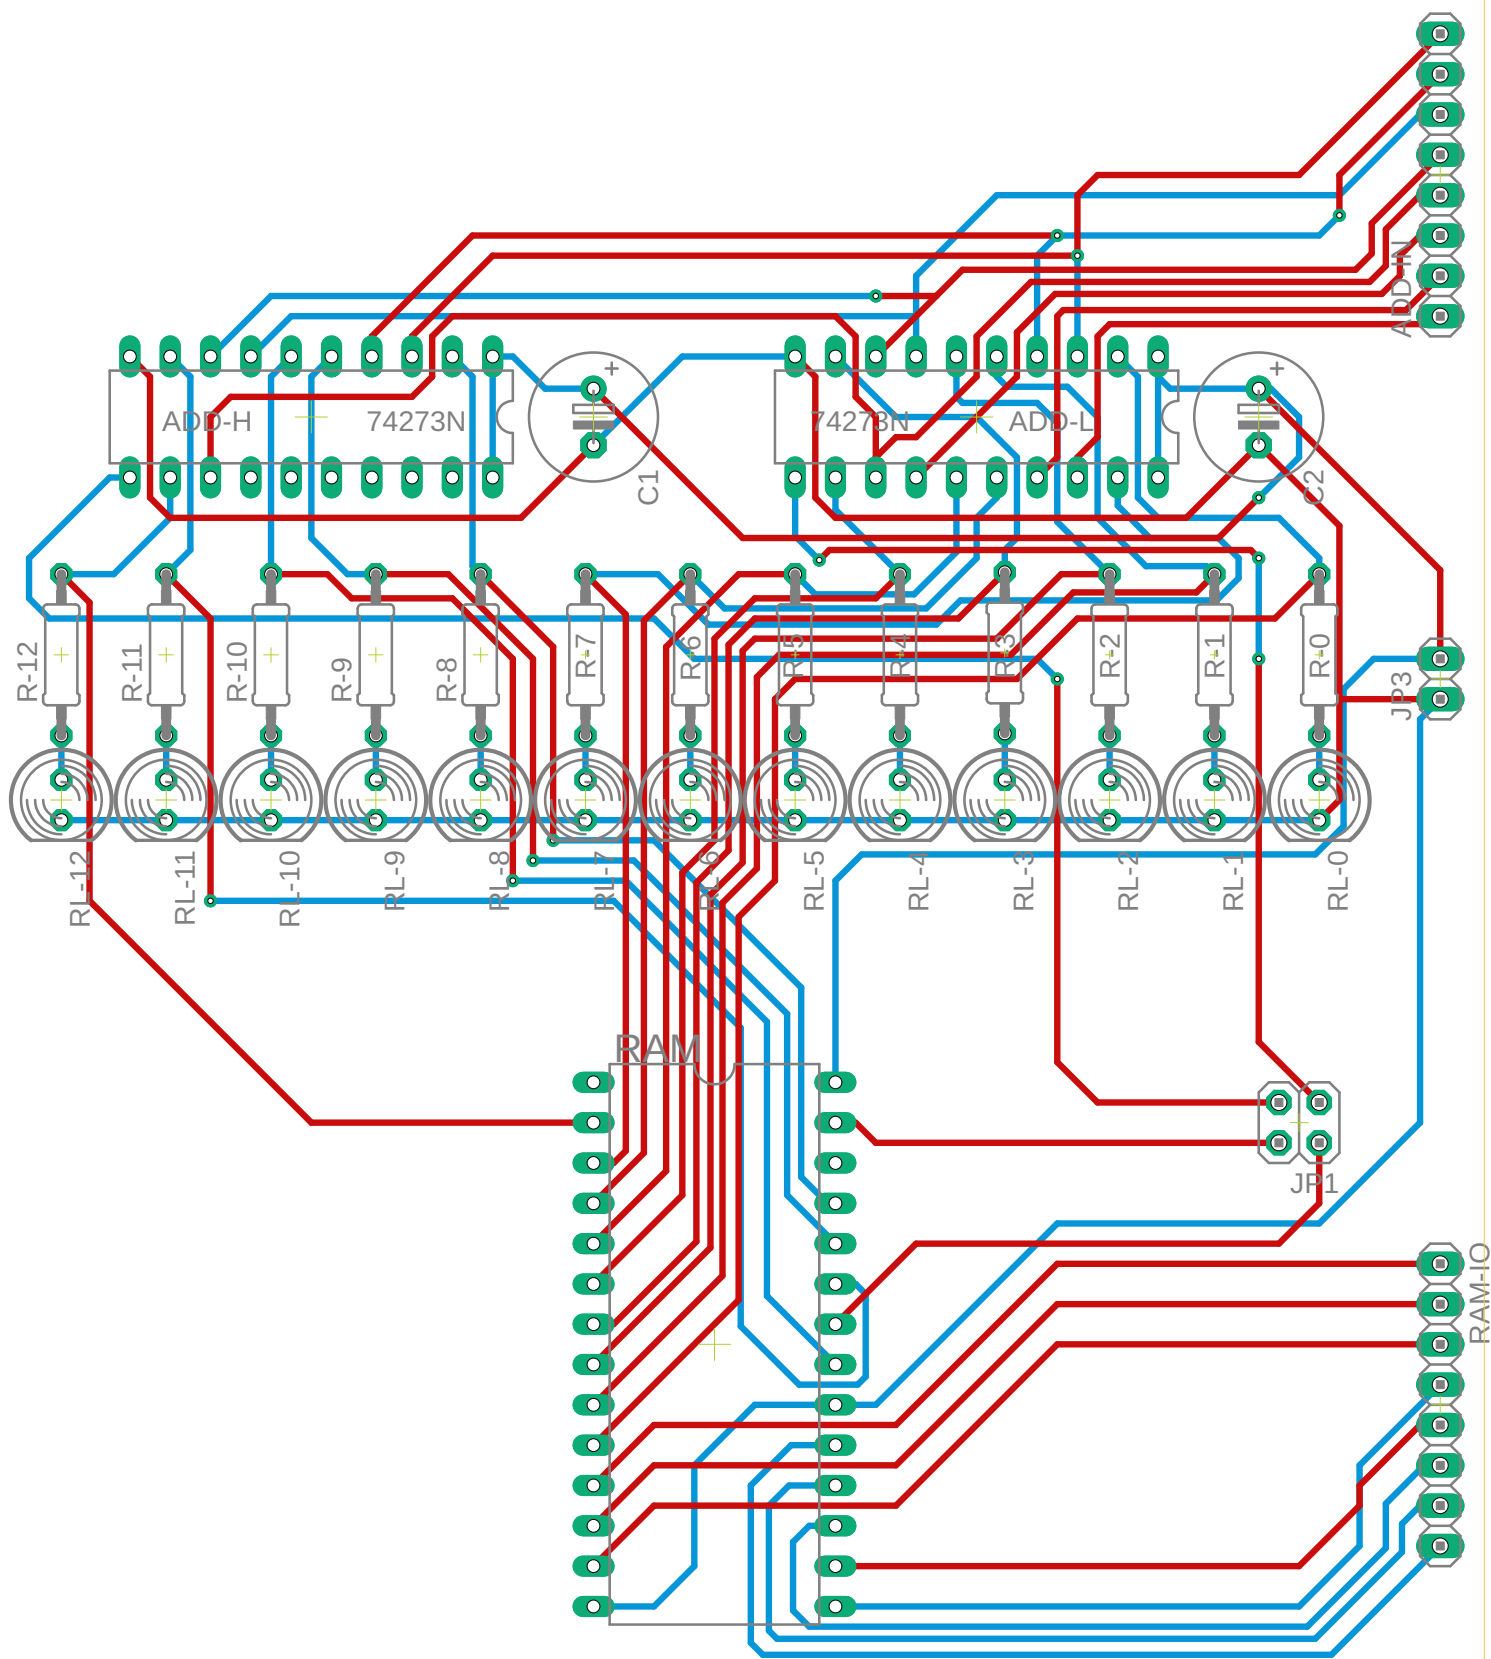 ADD-IN
ADD-H
74273N
C1
74273N
ADD-L
C2
R-12
R-11
R-10
R-9
R-8
R-7
R-6
R-5
R-4
R-3
R-2
R-1
R-0
JP3
RL-12
RL-11
RL-10
RL-9
RL-8
RL-7
RL-6
RL-5
RL-4
RL-3
RL-2
RL-1
RL-0
RAM
JP1
RAM-IO